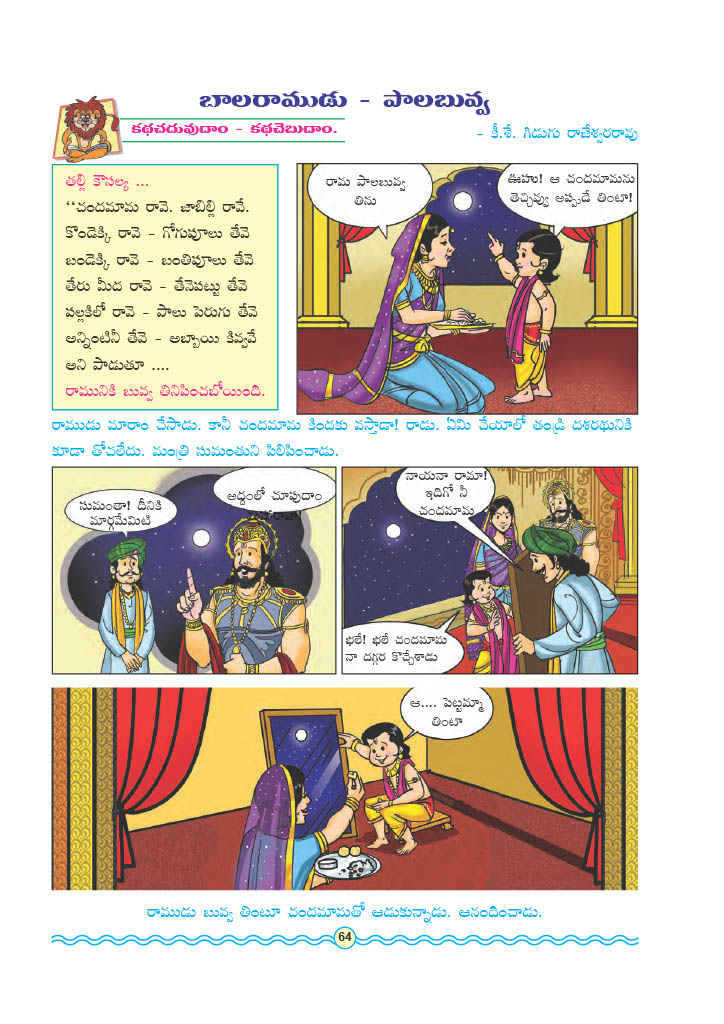 బాలరాముడు - పాలబువ్వ
కథచదువుదాం - కథచెబుదాం.
- కీ.శే. గిడుగు రాజేశ్వరరావు
తల్లి కౌసల్య ...
‘‘చందమామ రావె. జాబిల్లి రావే.
కొండెక్కి రావె - గోగుపూలు తేవే
బండెక్కి రావె - బంతిపూలు తేవె
తేరు మీద రావె - తేనెపట్టు తేవె
పల్లకిలో రావె - పాలు పెరుగు తేవె
అన్నింటినీ తేవె - అబ్బాయి కివ్వవే
అని పాడుతూ ....
రామునికి బువ్వ తినిపించబోయింది.
రామ పాలబువ్వ
తిను
ఊహు! ఆ చందమామను
తెచ్చివ్వు అప్పుడే తింటా!
రాముడు మారాం చేసాడు. కానీ చందమామ కిందకు వస్తాడా! రాడు. ఏమి చేయాలో తండ్రి దశరథునికి
కూడా తోచలేదు. మంత్రి సుమంతుని పిలిపించాడు.
సుమంతా! దీనికి
మార్గమేమిటి
అద్దంలో చూపుదాం
నాయనా రామా!
ఇదిగో నీ
చందమామ
భలే! భలే చందమామ
నా దగ్గర కొచ్చేశాడు
ఆ.... పెట్టమ్మా
తింటా
రాముడు బువ్వ తింటూ చందమామతో ఆడుకున్నాడు. ఆనందించాడు.
64